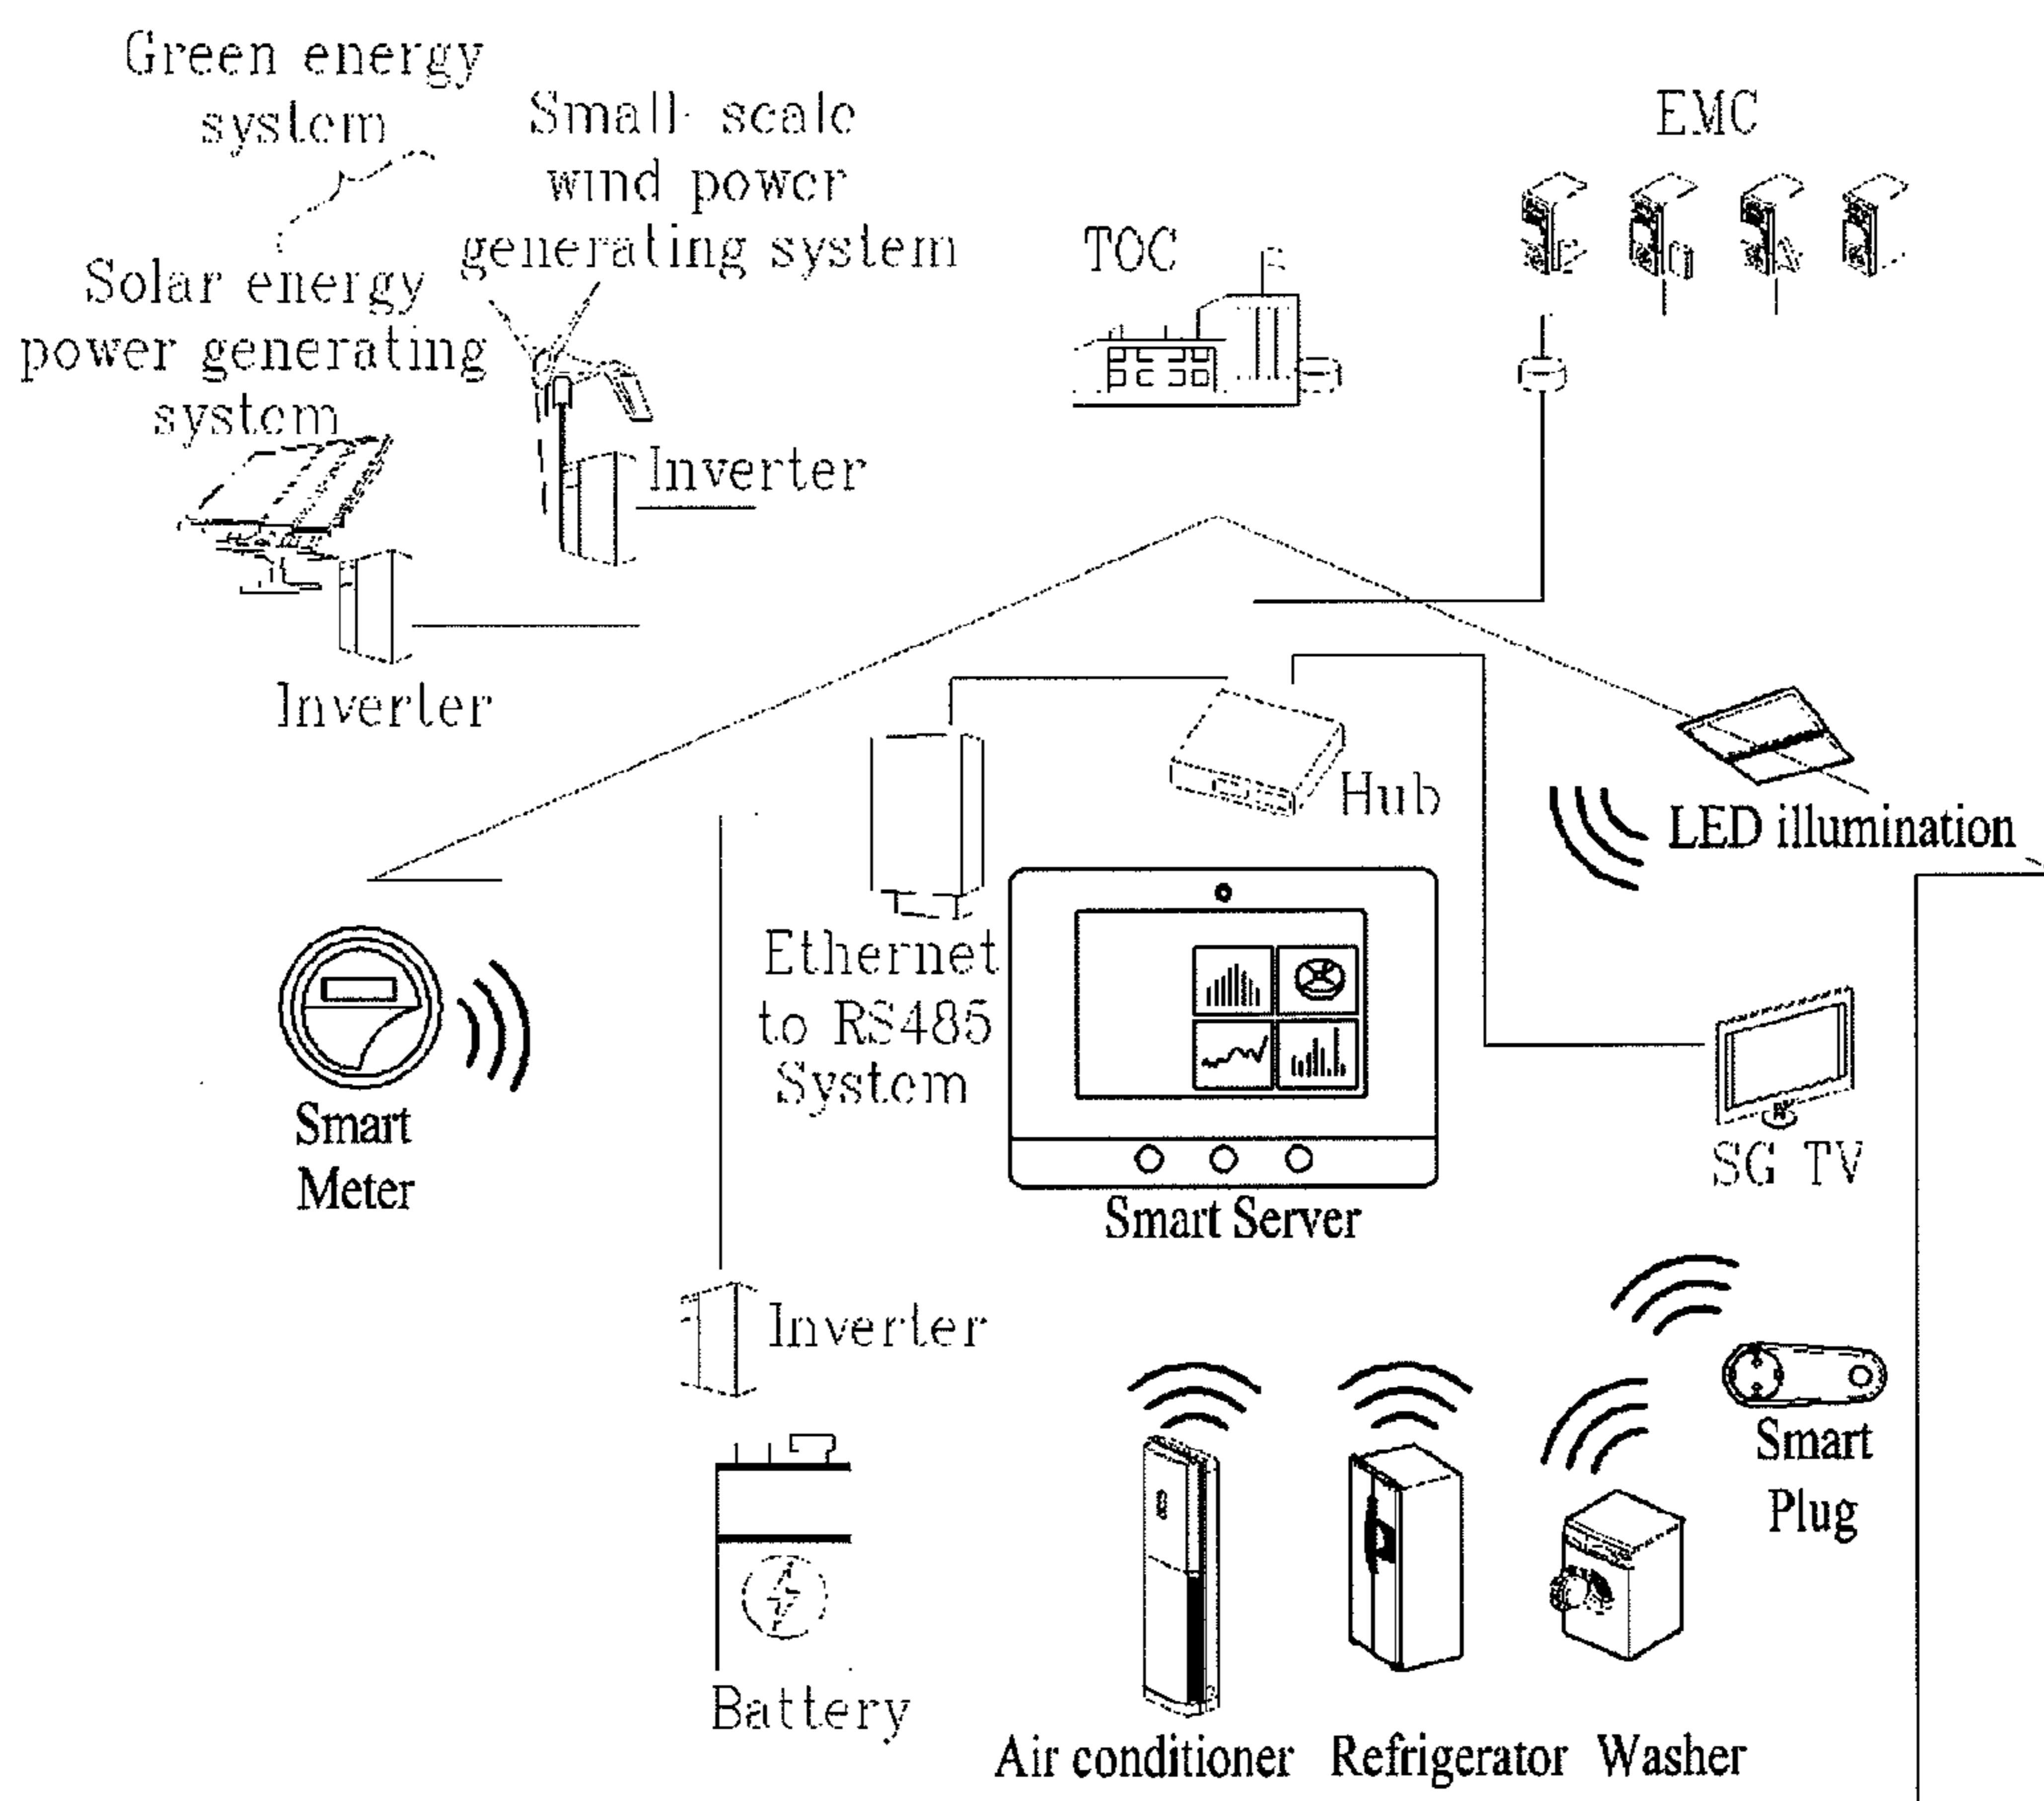 Green energy
system
Small-scale
wind power
generating system
EMC
TOC
Solar energy
power generating
system
Inverter
Inverter
Hub
LED illumination
Ethernet
to RS485
System
Smart
Meter
SG TV
Smart Server
Inverter
Smart
Plug
Battery
Air conditioner
Refrigerator
Washer